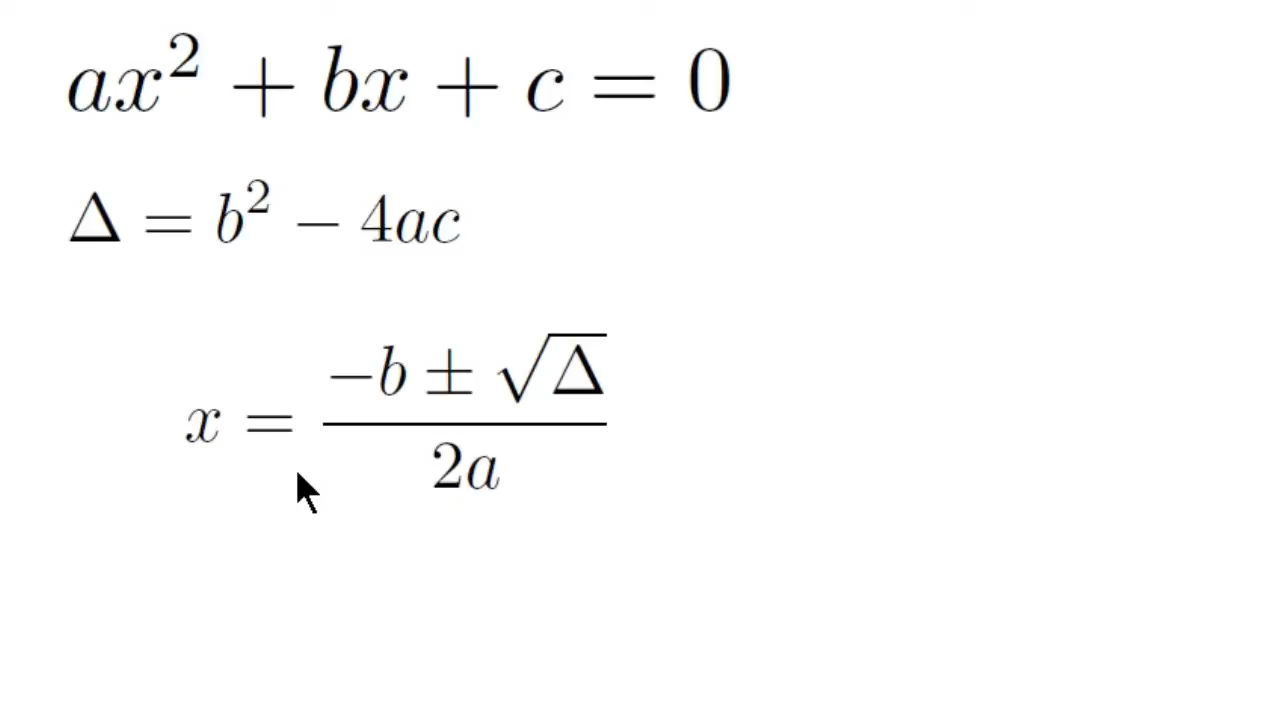 ax² + bx + c = 0
Δ = b² − 4ac
x = (−b ± √Δ) / 2a